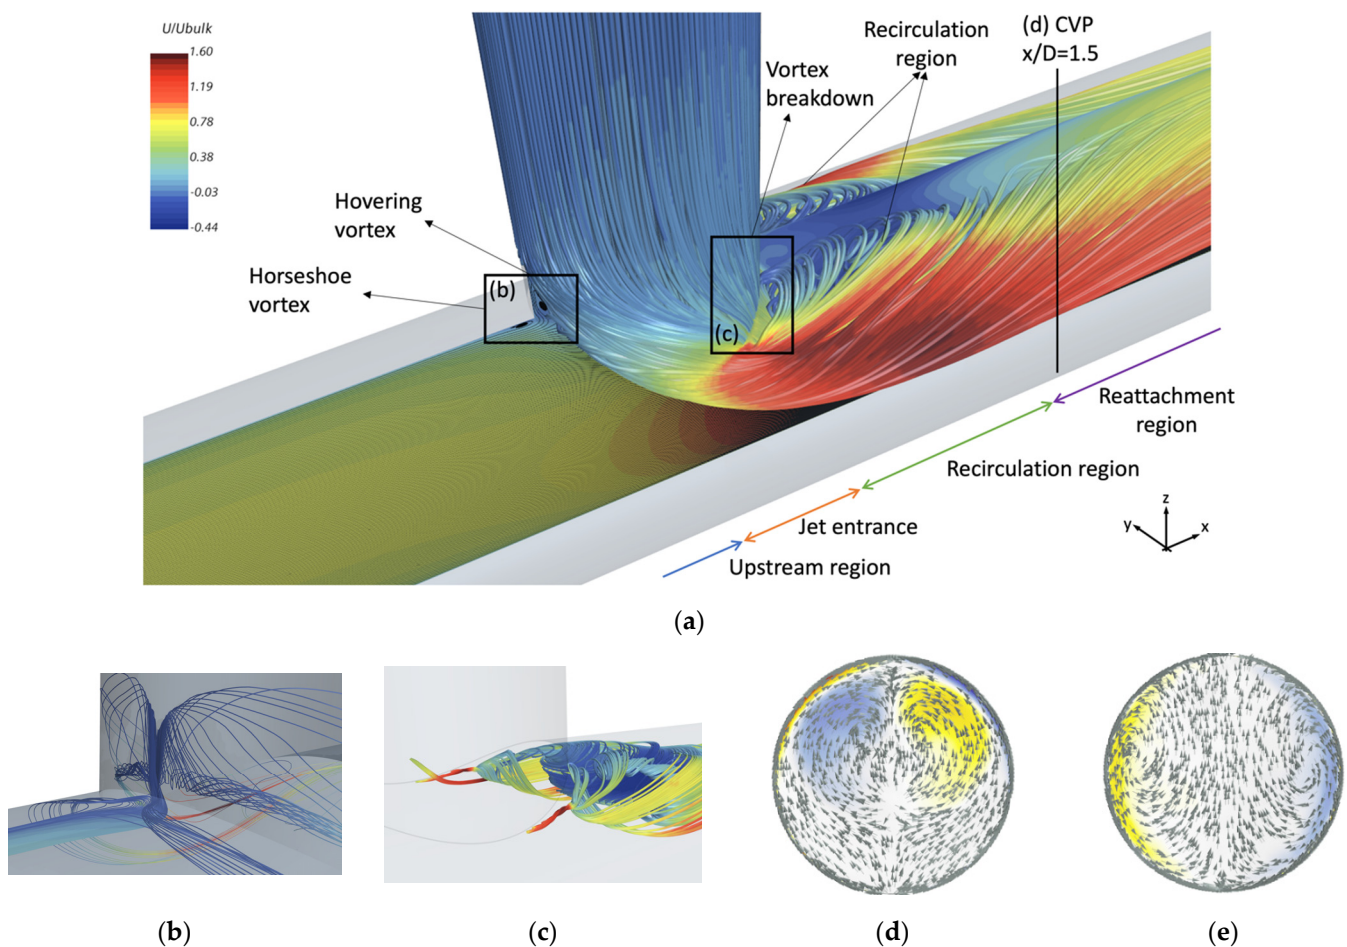 U/Ubulk
1.60
1.19
0.78
0.38
-0.03
-0.44
Recirculation
region
(d) CVP
x/D=1.5
Vortex
breakdown
Hovering
vortex
Horseshoe
vortex
(b)
(c)
Reattachment
region
Recirculation region
Jet entrance
Upstream region
z
y
x
(a)
(b)
(c)
(d)
(e)